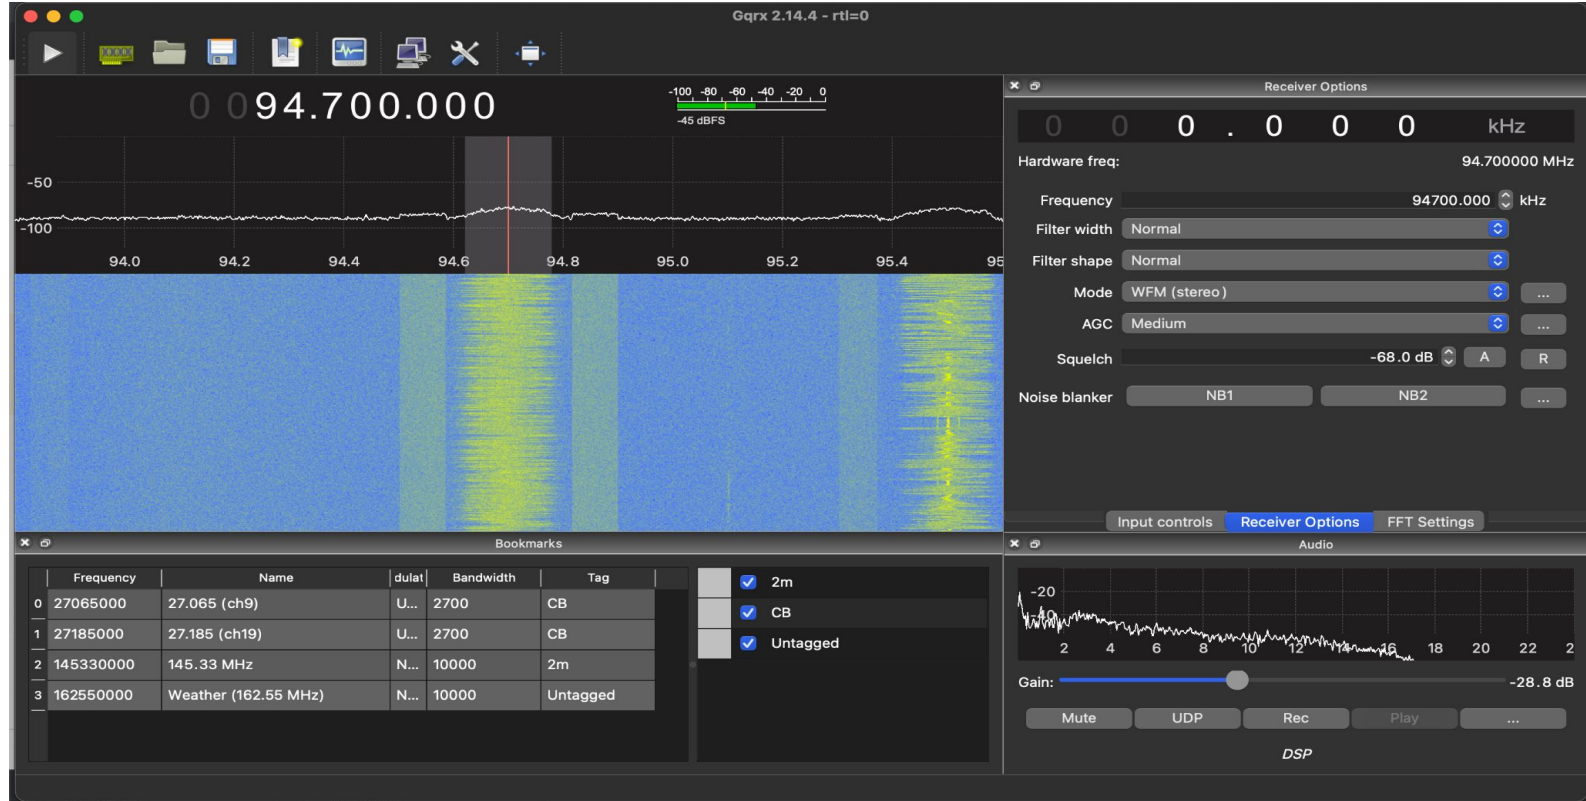 Gqrx 2.14.4 - rtl=0
0 094.700.000
-100 -80 -60 -40 -20 0
-45 dBFS
-50
-100
94.0 94.2 94.4 94.6 94.8 95.0 95.2 95.4 95
Receiver Options
0 0 0 . 0 0 0 kHz
Hardware freq: 94.700000 MHz
Frequency 94700.000 kHz
Filter width Normal
Filter shape Normal
Mode WFM (stereo) ...
AGC Medium ...
Squelch -68.0 dB A R
Noise blanker NB1 NB2 ...
Input controls Receiver Options FFT Settings
Bookmarks
Frequency Name dulat Bandwidth Tag
0 27065000 27.065 (ch9) U... 2700 CB
1 27185000 27.185 (ch19) U... 2700 CB
2 145330000 145.33 MHz N... 10000 2m
3 162550000 Weather (162.55 MHz) N... 10000 Untagged
2m
CB
Untagged
Audio
-20
-40
2 4 6 8 10 12 14 16 18 20 22 2
Gain: -28.8 dB
Mute UDP Rec Play ...
DSP